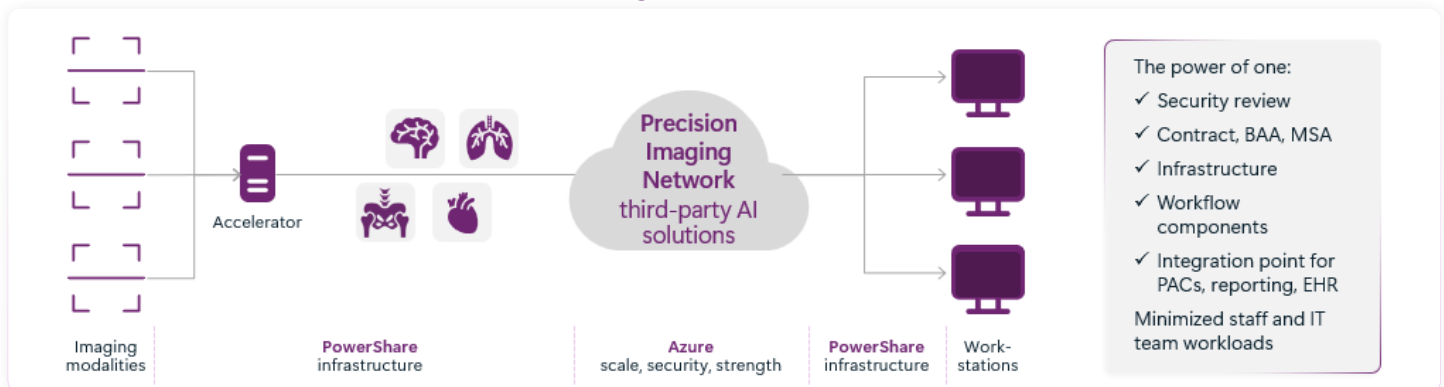 Precision
Imaging
Network
third-party AI
solutions
Accelerator
Imaging
modalities
PowerShare
infrastructure
Azure
scale, security, strength
PowerShare
infrastructure
Work-
stations
The power of one:
✓ Security review
✓ Contract, BAA, MSA
✓ Infrastructure
✓ Workflow
components
✓ Integration point for
PACs, reporting, EHR
Minimized staff and IT
team workloads